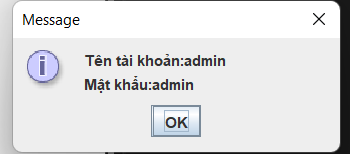 Message
Tên tài khoản:admin
Mật khẩu:admin
OK